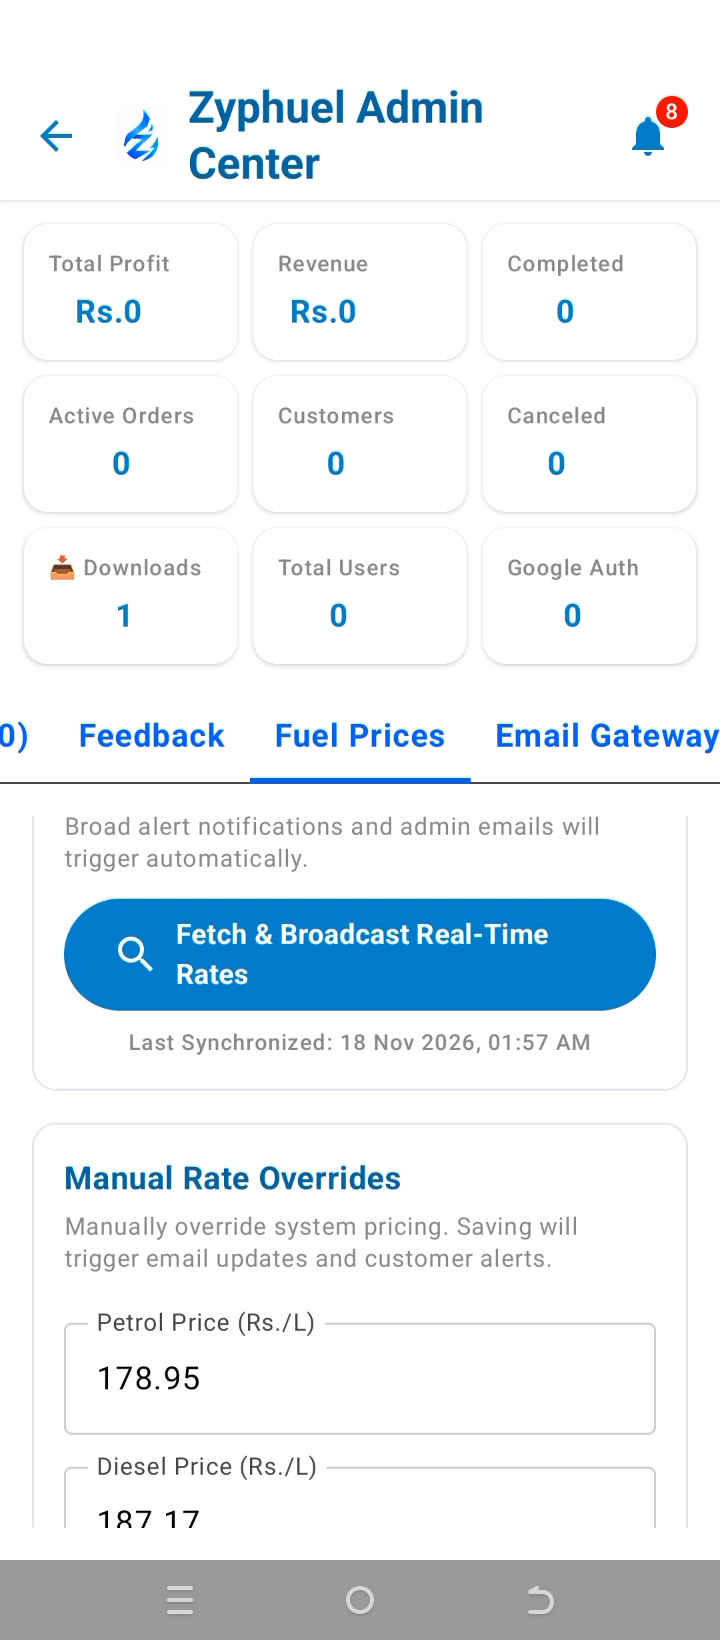 Zyphuel Admin
Center
8
Total Profit
Rs.0
Revenue
Rs.0
Completed
0
Active Orders
0
Customers
0
Canceled
0
📥 Downloads
1
Total Users
0
Google Auth
0
0) Feedback Fuel Prices Email Gateway
Broad alert notifications and admin emails will
trigger automatically.
Fetch & Broadcast Real-Time
Rates
Last Synchronized: 18 Nov 2026, 01:57 AM
Manual Rate Overrides
Manually override system pricing. Saving will
trigger email updates and customer alerts.
Petrol Price (Rs./L)
178.95
Diesel Price (Rs./L)
187.17